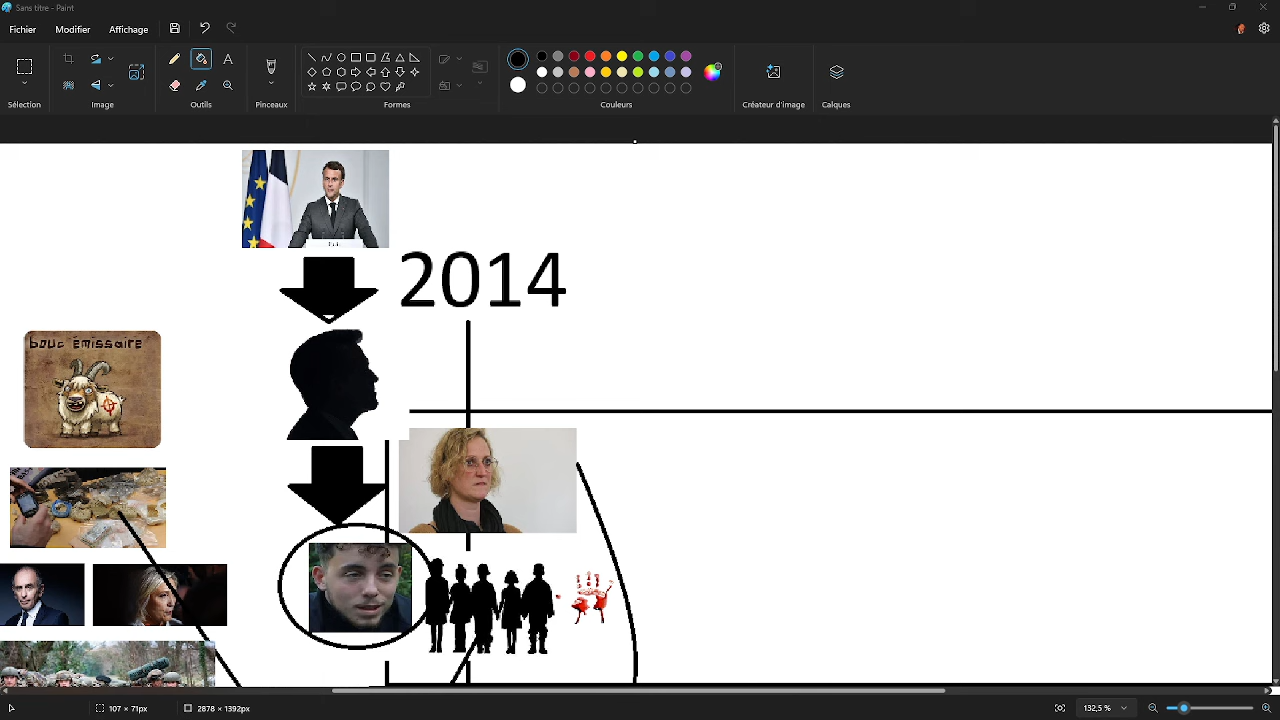 Sans titre - Paint
Fichier Modifier Affichage
Sélection Image Outils Pinceaux Formes Couleurs Créateur d'image Calques
2014
bouc émissaire
107 × 71px 2878 × 1392px 132,5 %